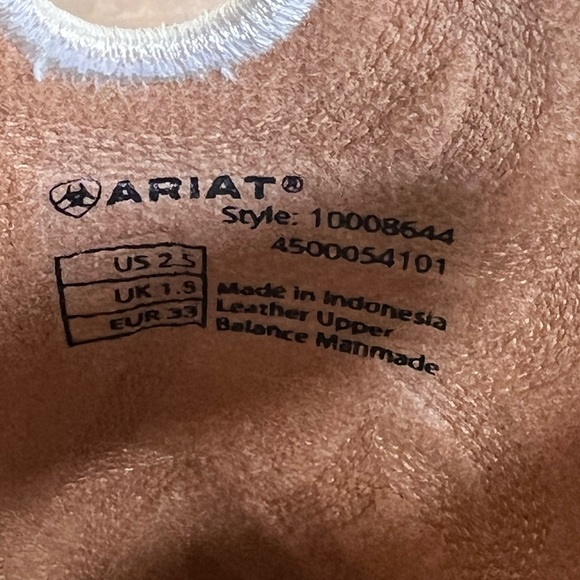 ARIAT®
Style: 10008644
4500054101
US 2.5
UK 1.5
EUR 33
Made in Indonesia
Leather Upper
Balance Manmade